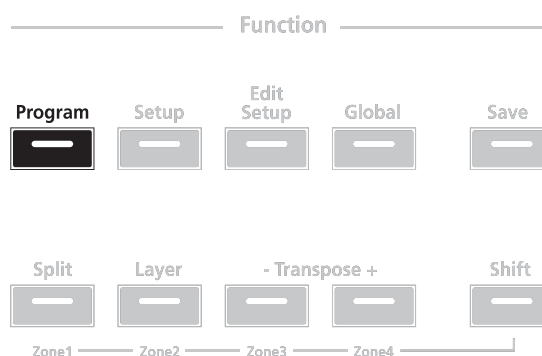 Function
Program Setup Edit Setup Global Save
Split Layer - Transpose + Shift
Zone1 Zone2 Zone3 Zone4